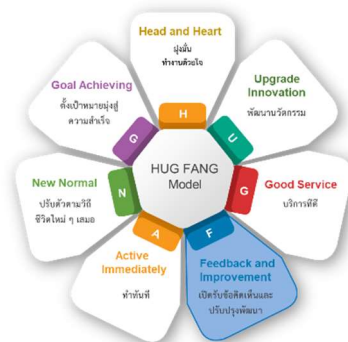 Head and Heart
มุ่งมั่น
ทำงานด้วยใจ
H
Upgrade
Innovation
พัฒนานวัตกรรม
U
Good Service
บริการที่ดี
G
Feedback and
Improvement
เปิดรับข้อคิดเห็นและ
ปรับปรุงพัฒนา
F
Active
Immediately
ทำทันที
A
New Normal
ปรับตัวตามวิถี
ชีวิตใหม่ ๆ เสมอ
N
Goal Achieving
ตั้งเป้าหมายมุ่งสู่
ความสำเร็จ
G
HUG FANG
Model